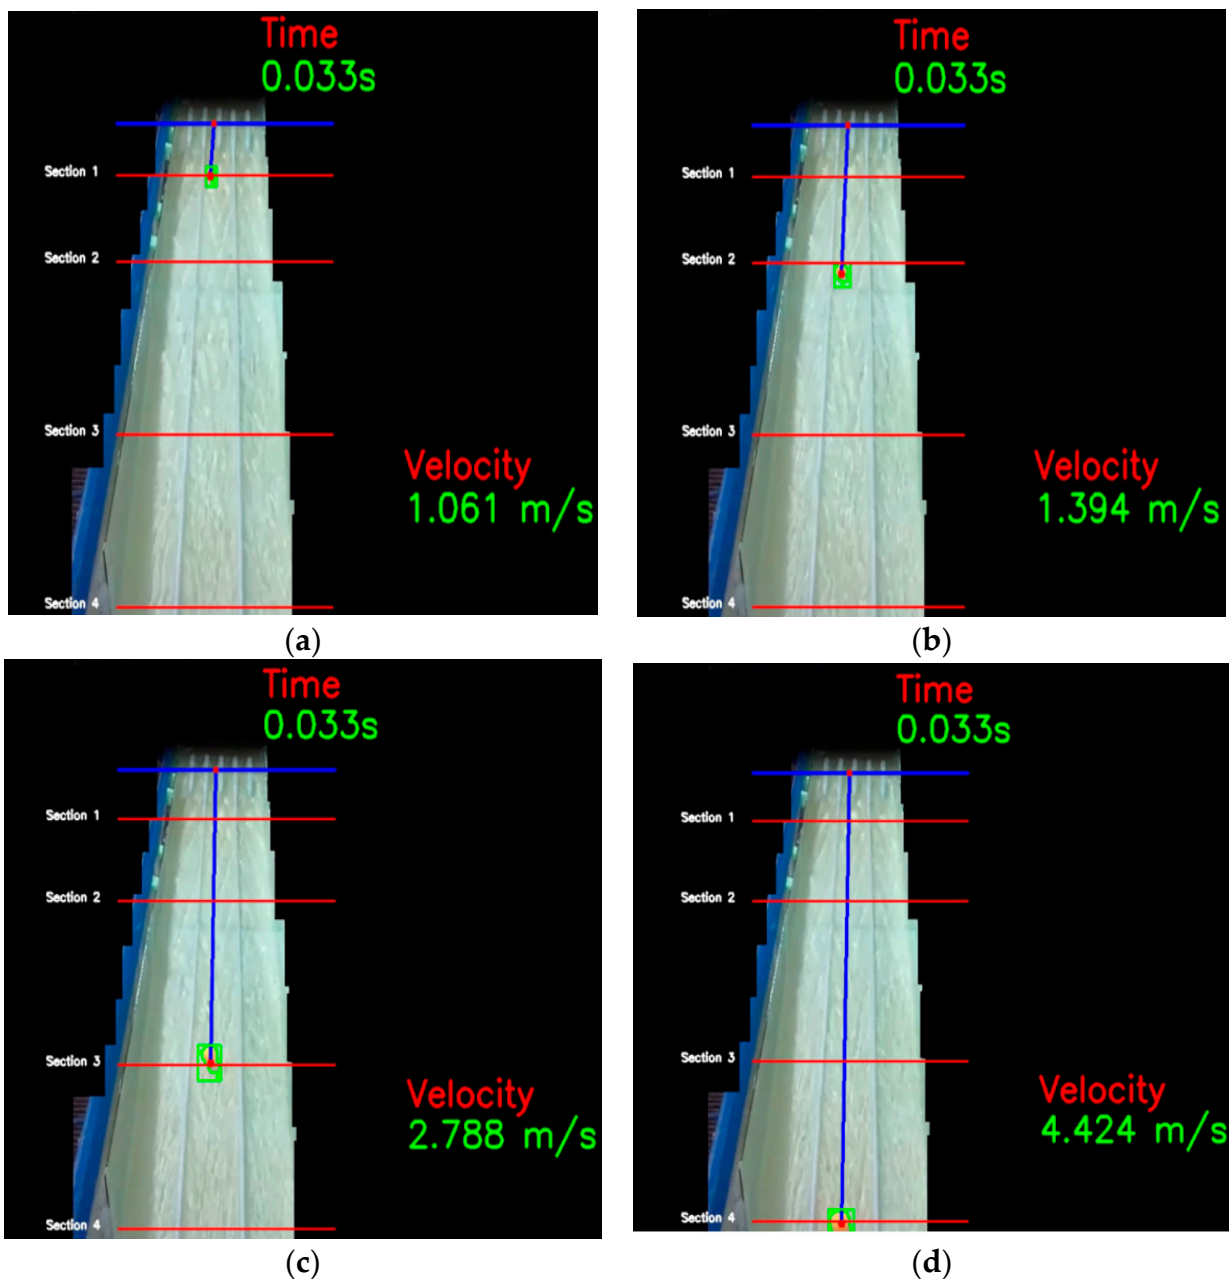 Time
0.033s
Section 1
Section 2
Section 3
Velocity
1.061 m/s
Section 4
(a)
Time
0.033s
Section 1
Section 2
Section 3
Velocity
1.394 m/s
Section 4
(b)
Time
0.033s
Section 1
Section 2
Section 3
Velocity
2.788 m/s
Section 4
(c)
Time
0.033s
Section 1
Section 2
Section 3
Velocity
4.424 m/s
Section 4
(d)